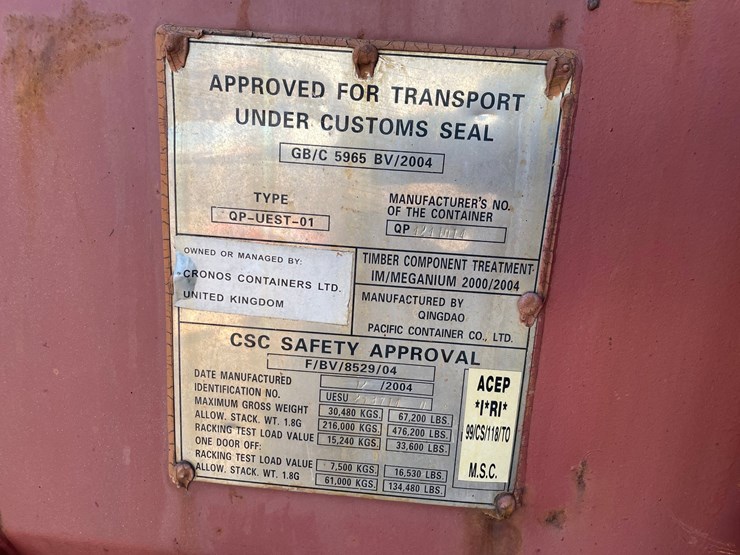 APPROVED FOR TRANSPORT
UNDER CUSTOMS SEAL
GB/C 5965 BV/2004
TYPE
QP-UEST-01
MANUFACTURER'S NO.
OF THE CONTAINER
QP
OWNED OR MANAGED BY:
CRONOS CONTAINERS LTD.
UNITED KINGDOM
TIMBER COMPONENT TREATMENT
IM/MEGANIUM 2000/2004
MANUFACTURED BY
QINGDAO
PACIFIC CONTAINER CO., LTD.
CSC SAFETY APPROVAL
F/BV/8529/04
DATE MANUFACTURED /2004
IDENTIFICATION NO. UESU
MAXIMUM GROSS WEIGHT 30,480 KGS. 67,200 LBS.
ALLOW. STACK. WT. 1.8G 216,000 KGS. 476,200 LBS.
RACKING TEST LOAD VALUE 15,240 KGS. 33,600 LBS.
ONE DOOR OFF:
RACKING TEST LOAD VALUE 7,500 KGS. 16,530 LBS.
ALLOW. STACK. WT. 1.8G 61,000 KGS. 134,480 LBS.
ACEP
*I*RI*
99/CS/118/TO
M.S.C.